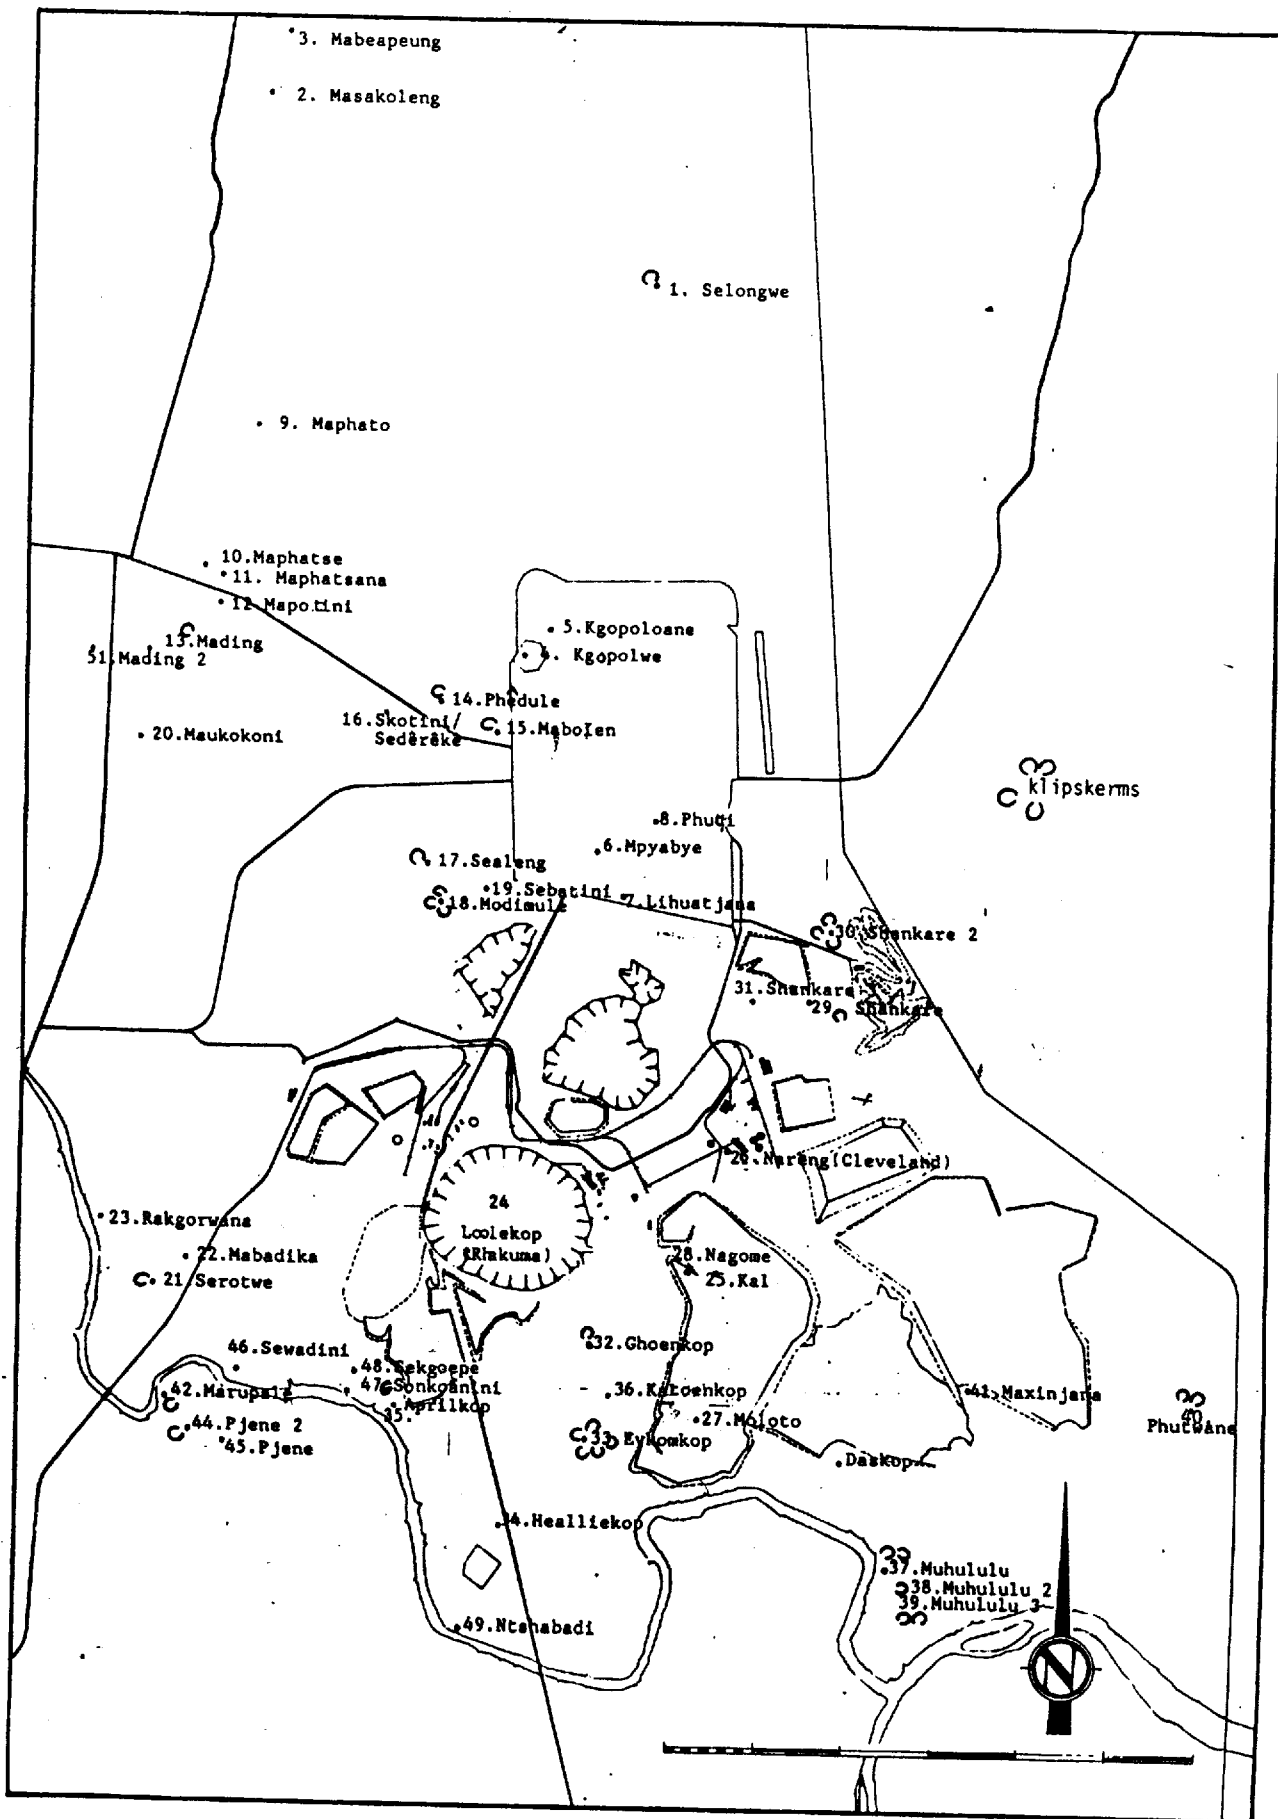 3. Mabeapeung
2. Masakoleng
1. Selongwe
9. Maphato
10.Maphatse
11. Maphatsana
12.Mapotini
5.Kgopoloane
13.Mading
51.Mading 2
4. Kgopolwe
14.Phedule
16.Skotini/
Sedêrêke
15.Mabolen
20.Maukokoni
klipskerms
8.Phuti
6.Mpyabye
17.Sealeng
19.Sebatini
7.Lihuatjana
18.Modimule
30.Shankare 2
31.Shankare
29. Shankare
26.Nareng(Cleveland)
24
Loolekop
(Rhakuma)
23.Rakgorwana
22.Mabadika
28.Nagome
21.Serotwe
25.Kal
32.Ghoenkop
46.Sewadini
48.Sekgoepe
47.Sonkoanini
36.Katoehkop
41.Maxinjana
42.Marupale
Aprilkop
35.
40
Phutwane
27.Moloto
44.Pjene 2
33.Eykomkop
45.Pjene
Daskop
34.Healliekop
37.Muhululu
38.Muhululu 2
39.Muhululu 3
49.Ntshabadi
N